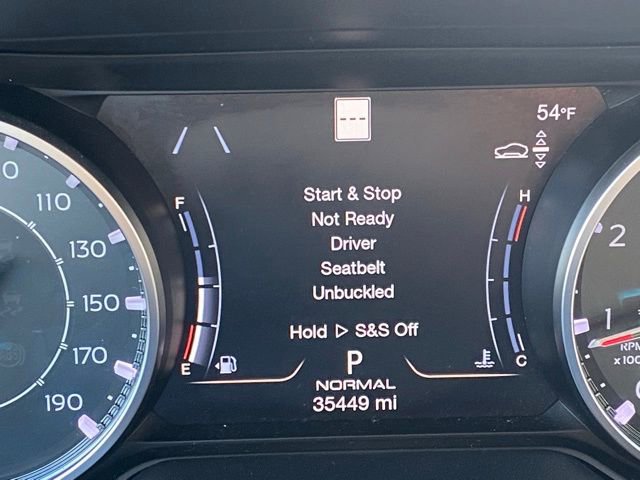 54°F
---
F
H
Start & Stop
Not Ready
Driver
Seatbelt
Unbuckled
Hold ▷ S&S Off
E
C
P
NORMAL
35449 mi
110
130
150
170
190
2
1
RPM